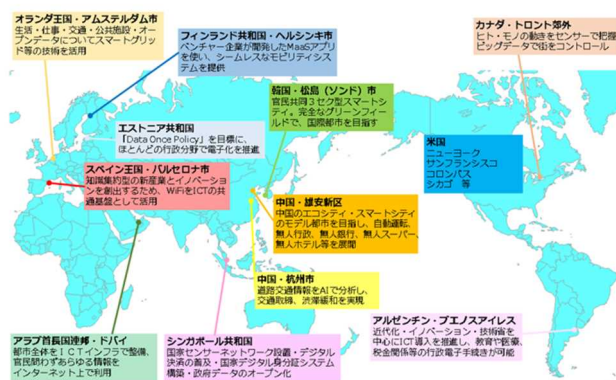 オランダ王国・アムステルダム市
生活・仕事・交通・公共施設・オー
プンデータについてスマートグリッ
ド等の技術を活用
フィンランド共和国・ヘルシンキ市
ベンチャー企業が開発したMaaSアプリ
を使い、シームレスなモビリティシス
テムを提供
カナダ・トロント郊外
ヒト・モノの動きをセンサーで把握
ビッグデータで街をコントロール
韓国・松島（ソンド）市
官民共同3セク型スマートシ
ティ。完全なグリーンフィ
ールドで、国際都市を目指す
エストニア共和国
「Data Once Policy」を目標に、
ほとんどの行政分野で電子化を推進
米国
ニューヨーク
サンフランシスコ
コロンバス
シカゴ　等
スペイン王国・バルセロナ市
知識集約型の新産業とイノベーショ
ンを創出するため、WiFiをICTの共
通基盤として活用
中国・雄安新区
中国のエコシティ・スマートシティ
のモデル都市を目指し、自動運転、
無人行政、無人銀行、無人スーパー、
無人ホテル等を展開
中国・杭州市
道路交通情報をAIで分析し、
交通取締、渋滞緩和を実現
アラブ首長国連邦・ドバイ
都市全体をＩＣＴインフラで整備、
官民問わずあらゆる情報を
インターネット上で利用
シンガポール共和国
国家センサーネットワーク設置・デジタル
決済の普及・国家デジタル身分証システム
構築・政府データのオープン化
アルゼンチン・ブエノスアイレス
近代化・イノベーション・技術省を
中心にICT導入を推進し、教育や医療、
税金関係等の行政電子手続きが可能